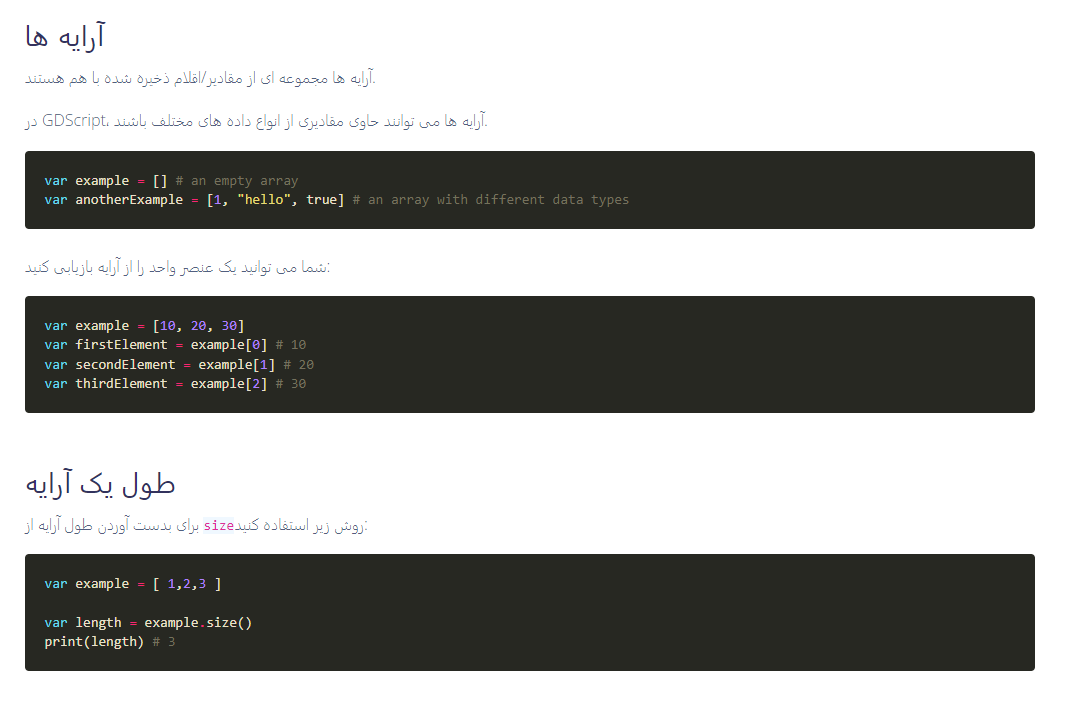 آرایه ها
آرایه ها مجموعه ای از مقادیر/اقلام ذخیره شده با هم هستند.
در GDScript، آرایه ها می توانند حاوی مقادیری از انواع داده های مختلف باشند.
var example = [] # an empty array
var anotherExample = [1, "hello", true] # an array with different data types
شما می توانید یک عنصر واحد را از آرایه بازیابی کنید:
var example = [10, 20, 30]
var firstElement = example[0] # 10
var secondElement = example[1] # 20
var thirdElement = example[2] # 30
طول یک آرایه
برای بدست آوردن طول آرایه از size روش زیر استفاده کنید:
var example = [ 1,2,3 ]
var length = example.size()
print(length) # 3